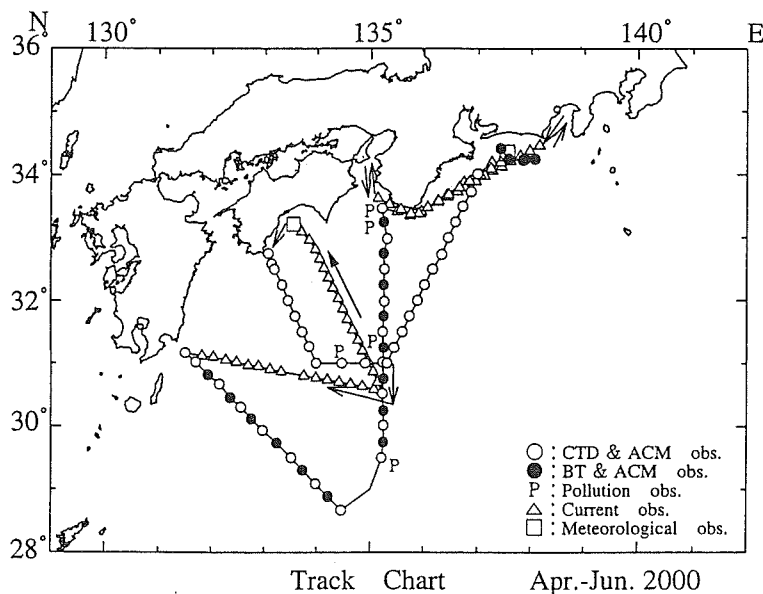 N 130° 135° 140° E
36°
34°
P
P
32°
P P
30°
P
28°
○ : CTD & ACM obs.
● : BT & ACM obs.
P : Pollution obs.
△ : Current obs.
□ : Meteorological obs.
Track Chart Apr.-Jun. 2000